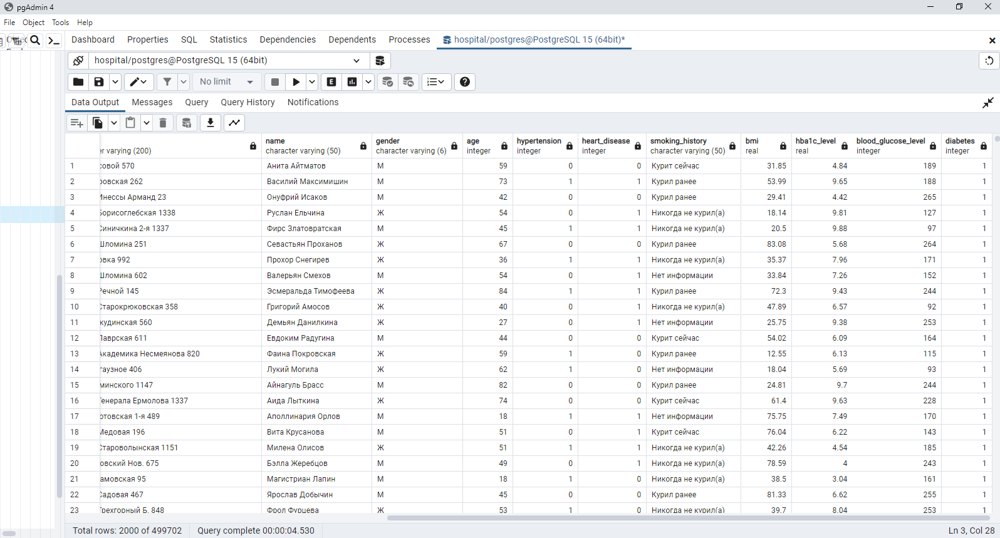 pgAdmin 4
File Object Tools Help
Dashboard Properties SQL Statistics Dependencies Dependents Processes hospital/postgres@PostgreSQL 15 (64bit)*
hospital/postgres@PostgreSQL 15 (64bit)
No limit
Data Output Messages Query Query History Notifications
name gender age hypertension heart_disease smoking_history bmi hba1c_level blood_glucose_level diabetes
er varying (200) character varying (50) character varying (6) integer integer integer character varying (50) real real integer integer
1 совой 570 Анита Айтматов М 59 0 0 Курит сейчас 31.85 4.84 189 1
2 ровская 262 Василий Максимишин М 73 1 1 Курил ранее 53.99 9.65 188 1
3 Инессы Арманд 23 Онуфрий Исаков М 42 0 0 Курил ранее 29.41 4.42 265 1
4 Борисоглебская 1338 Руслан Ельчина Ж 54 0 1 Никогда не курил(а) 18.14 9.81 127 1
5 Синичкина 2-я 1337 Фирс Златовратская М 45 1 1 Никогда не курил(а) 20.5 9.88 97 1
6 Шломина 251 Севастьян Проханов Ж 67 0 0 Курил ранее 83.08 5.68 264 1
7 овка 992 Прохор Снегирев Ж 36 1 1 Никогда не курил(а) 35.37 7.96 171 1
8 Шломина 602 Валерьян Смехов М 54 0 1 Нет информации 33.84 7.26 152 1
9 Речной 145 Эсмеральда Тимофеева Ж 84 1 1 Курил ранее 72.3 9.43 244 1
10 Старокрюковская 358 Григорий Амосов Ж 40 0 1 Никогда не курил(а) 47.89 6.57 92 1
11 кудинская 560 Демьян Данилкина Ж 27 0 1 Нет информации 25.75 9.38 253 1
12 Лаврская 611 Евдоким Радугина М 44 0 0 Курит сейчас 54.02 6.09 164 1
13 Академика Несмеянова 820 Фаина Покровская Ж 59 1 0 Курил ранее 12.55 6.13 115 1
14 гаузное 406 Лукий Могила Ж 62 1 0 Нет информации 18.04 5.69 93 1
15 минского 1147 Айнагуль Брасс М 82 0 0 Курил ранее 24.81 9.7 244 1
16 Генерала Ермолова 1337 Аида Лыткина Ж 74 0 0 Курит сейчас 61.4 9.63 228 1
17 отовская 1-я 489 Аполлинария Орлов М 18 1 1 Нет информации 75.75 7.49 170 1
18 Медовая 196 Вита Крусанова М 51 0 1 Курит сейчас 76.04 6.22 143 1
19 Староволынская 1151 Милена Олисов Ж 51 1 1 Никогда не курил(а) 42.26 4.54 185 1
20 овский Нов. 675 Бэлла Жеребцов М 49 0 1 Никогда не курил(а) 78.59 4 243 1
21 амовская 95 Магистриан Лапин М 18 1 0 Никогда не курил(а) 38.5 3.04 161 1
22 Садовая 467 Ярослав Добычин М 45 0 0 Курил ранее 81.33 6.62 255 1
23 Трехгорный Б. 848 Фрол Фурцева Ж 53 1 0 Никогда не курил(а) 39.7 8.04 253 1
Total rows: 2000 of 499702 Query complete 00:00:04.530 Ln 3, Col 28